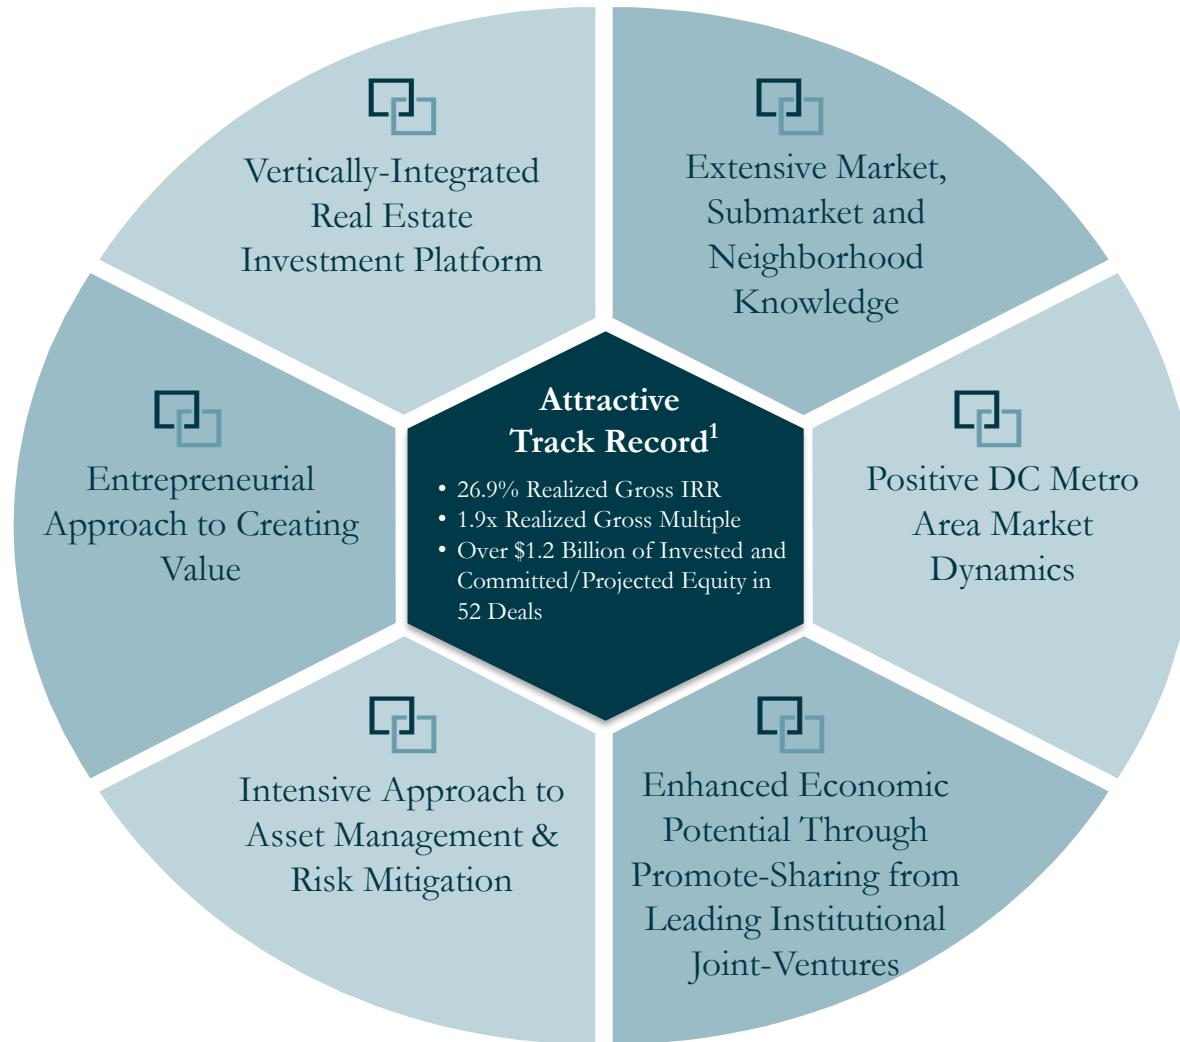 Vertically-Integrated
Real Estate
Investment Platform
Extensive Market,
Submarket and
Neighborhood
Knowledge
Entrepreneurial
Approach to Creating
Value
Attractive
Track Record¹
• 26.9% Realized Gross IRR
• 1.9x Realized Gross Multiple
• Over $1.2 Billion of Invested and
Committed/Projected Equity in
52 Deals
Positive DC Metro
Area Market
Dynamics
Intensive Approach to
Asset Management &
Risk Mitigation
Enhanced Economic
Potential Through
Promote-Sharing from
Leading Institutional
Joint-Ventures